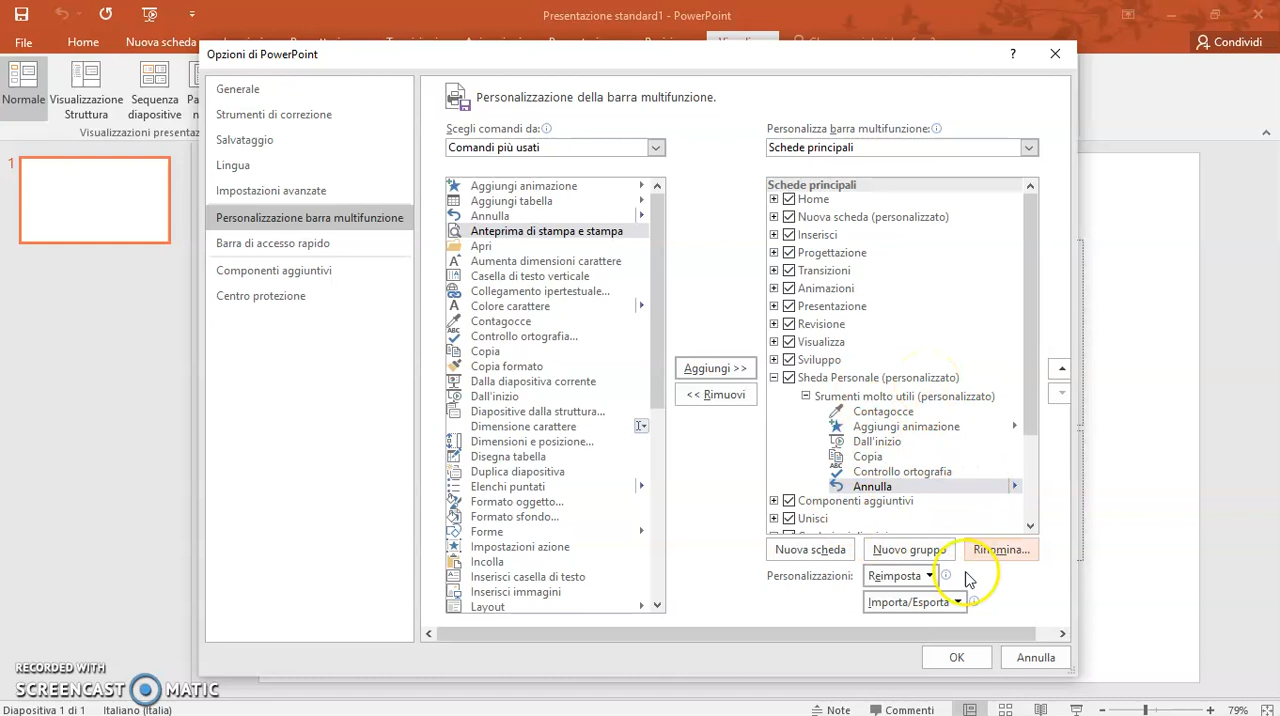 Presentazione standard1 - PowerPoint
File
Home
Nuova scheda
Condividi
Normale
Visualizzazione Struttura
Sequenza diapositive
Visualizzazioni
1
Opzioni di PowerPoint
?
Generale
Strumenti di correzione
Salvataggio
Lingua
Impostazioni avanzate
Personalizzazione barra multifunzione
Barra di accesso rapido
Componenti aggiuntivi
Centro protezione
Personalizzazione della barra multifunzione.
Scegli comandi da:
Comandi più usati
Aggiungi animazione
Aggiungi tabella
Annulla
Anteprima di stampa e stampa
Apri
Aumenta dimensioni carattere
Casella di testo verticale
Collegamento ipertestuale...
Colore carattere
Contagocce
Controllo ortografia...
Copia
Copia formato
Dalla diapositiva corrente
Dall'inizio
Diapositive dalla struttura...
Dimensione carattere
Dimensioni e posizione...
Disegna tabella
Duplica diapositiva
Elenchi puntati
Formato oggetto...
Formato sfondo...
Forme
Impostazioni azione
Incolla
Inserisci casella di testo
Inserisci immagini
Layout
Aggiungi >>
<< Rimuovi
Personalizza barra multifunzione:
Schede principali
Schede principali
Home
Nuova scheda (personalizzato)
Inserisci
Progettazione
Transizioni
Animazioni
Presentazione
Revisione
Visualizza
Sviluppo
Sheda Personale (personalizzato)
Srumenti molto utili (personalizzato)
Contagocce
Aggiungi animazione
Dall'inizio
Copia
Controllo ortografia
Annulla
Componenti aggiuntivi
Unisci
Nuova scheda
Nuovo gruppo
Rinomina...
Personalizzazioni:
Reimposta
Importa/Esporta
OK
Annulla
RECORDED WITH
SCREENCAST MATIC
Diapositiva 1 di 1
Italiano (Italia)
Note
Commenti
79%